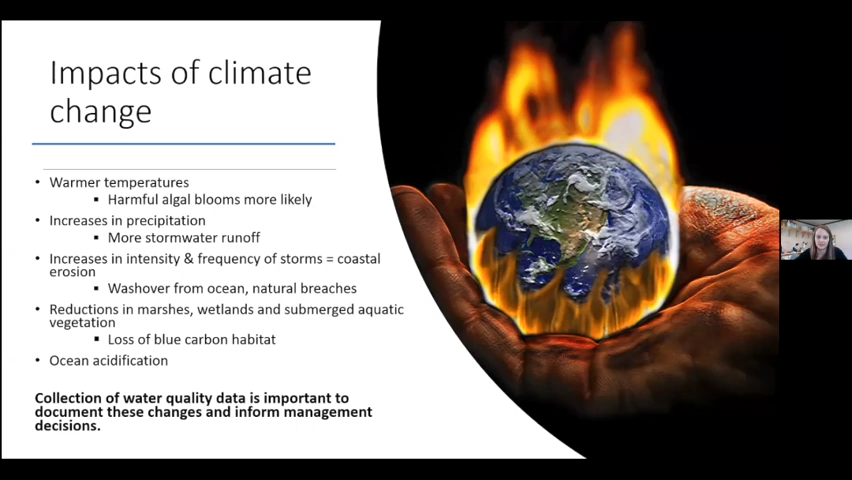 Impacts of climate
change
• Warmer temperatures
▪ Harmful algal blooms more likely
• Increases in precipitation
▪ More stormwater runoff
• Increases in intensity & frequency of storms = coastal
erosion
▪ Washover from ocean, natural breaches
• Reductions in marshes, wetlands and submerged aquatic
vegetation
▪ Loss of blue carbon habitat
• Ocean acidification
Collection of water quality data is important to
document these changes and inform management
decisions.